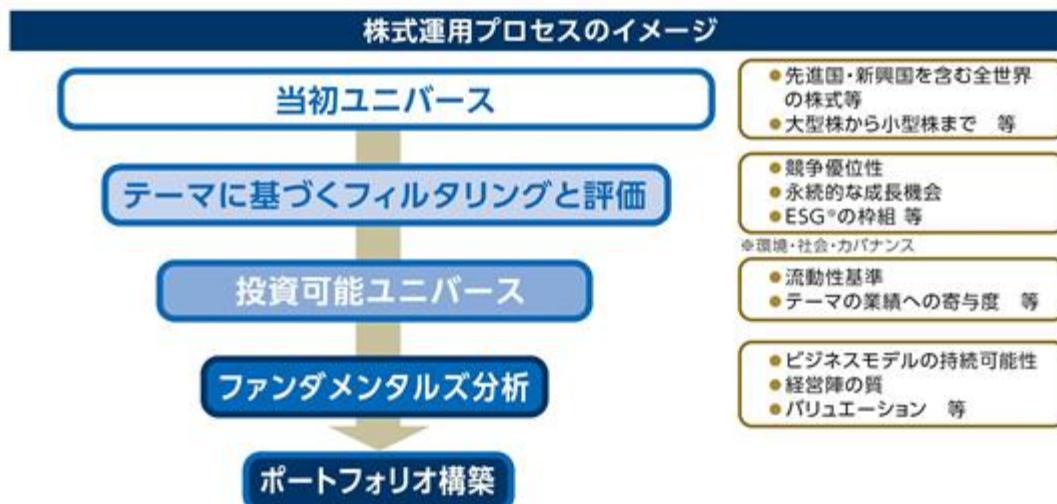 株式運用プロセスのイメージ
当初ユニバース
●先進国・新興国を含む全世界
の株式等
●大型株から小型株まで　等
テーマに基づくフィルタリングと評価
●競争優位性
●永続的な成長機会
●ESG※の枠組 等
※環境・社会・ガバナンス
投資可能ユニバース
●流動性基準
●テーマの業績への寄与度　等
ファンダメンタルズ分析
●ビジネスモデルの持続可能性
●経営陣の質
●バリュエーション　等
ポートフォリオ構築